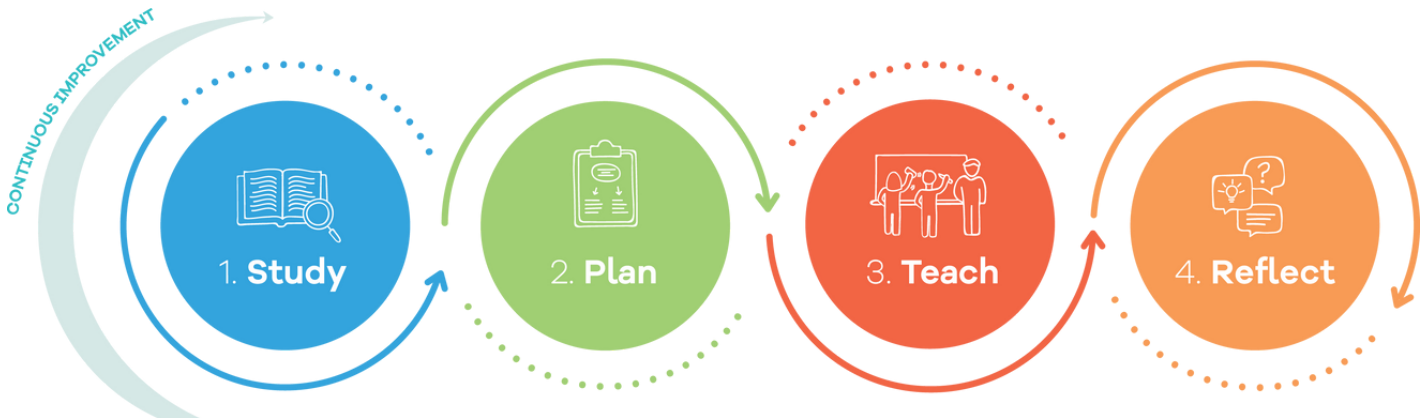 CONTINUOUS IMPROVEMENT
1. Study
2. Plan
3. Teach
4. Reflect